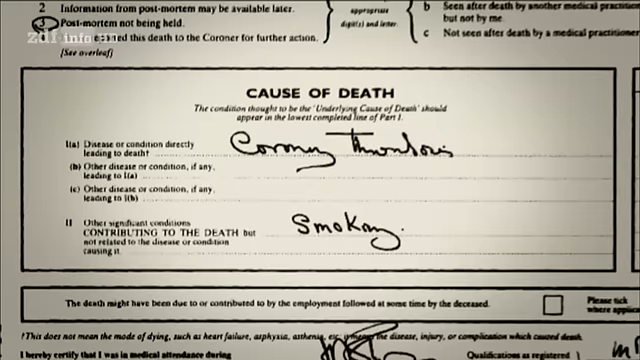 2 Information from post-mortem may be available later.
3 Post-mortem not being held.
this death to the Coroner for further action.
[See overleaf]
appropriate
digit(s) and letter.
b Seen after death by another medical practitioner
but not by me.
c Not seen after death by a medical practitioner
zdf.info
CAUSE OF DEATH
The condition thought to be the 'Underlying Cause of Death' should
appear in the lowest completed line of Part I.
I(a) Disease or condition directly
leading to death†
Coronary Thrombosis
(b) Other disease or condition, if any,
leading to I(a)
(c) Other disease or condition, if any,
leading to I(b)
II Other significant conditions
CONTRIBUTING TO THE DEATH but
not related to the disease or condition
causing it
Smoking.
The death might have been due to or contributed to by the employment followed at some time by the deceased.
Please tick
where applica
†This does not mean the mode of dying, such as heart failure, asphyxia, asthenia, etc: it means the disease, injury, or complication which caused death.
I hereby certify that I was in medical attendance during
Qualifications as registered